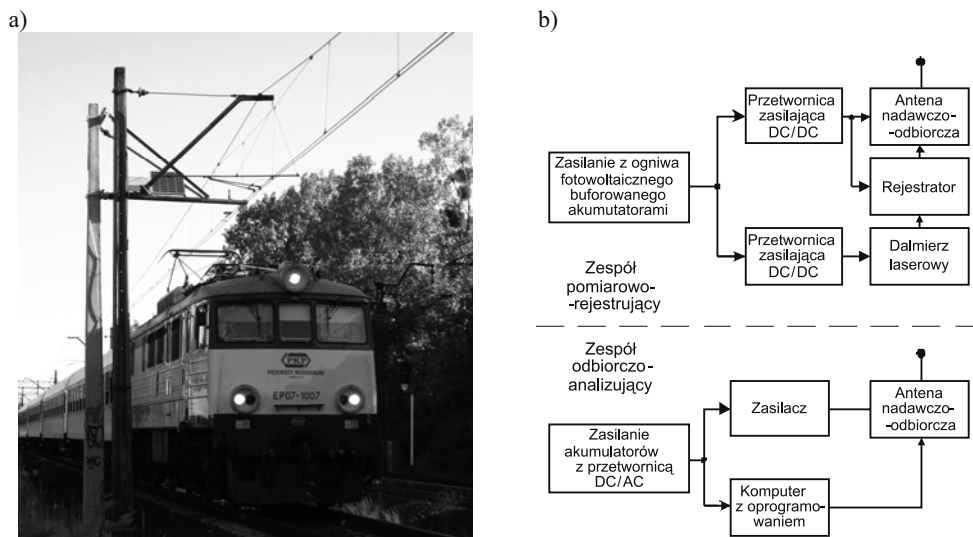 a)
PKP
PRZEWOZY REGIONALNE
EP07-1007
b)
Przetwornica
zasilająca
DC/DC
Antena
nadawczo-
-odbiorcza
Zasilanie z ogniwa
fotowoltaicznego
buforowanego
akumutatorami
Rejestrator
Przetwornica
zasilająca
DC/DC
Dalmierz
laserowy
Zespół
pomiarowo-
-rejestrujący
Zespół
odbiorczo-
analizujący
Zasilacz
Antena
nadawczo-
-odbiorcza
Zasilanie
akumulatorów
z przetwornicą
DC/AC
Komputer
z oprogramo-
waniem